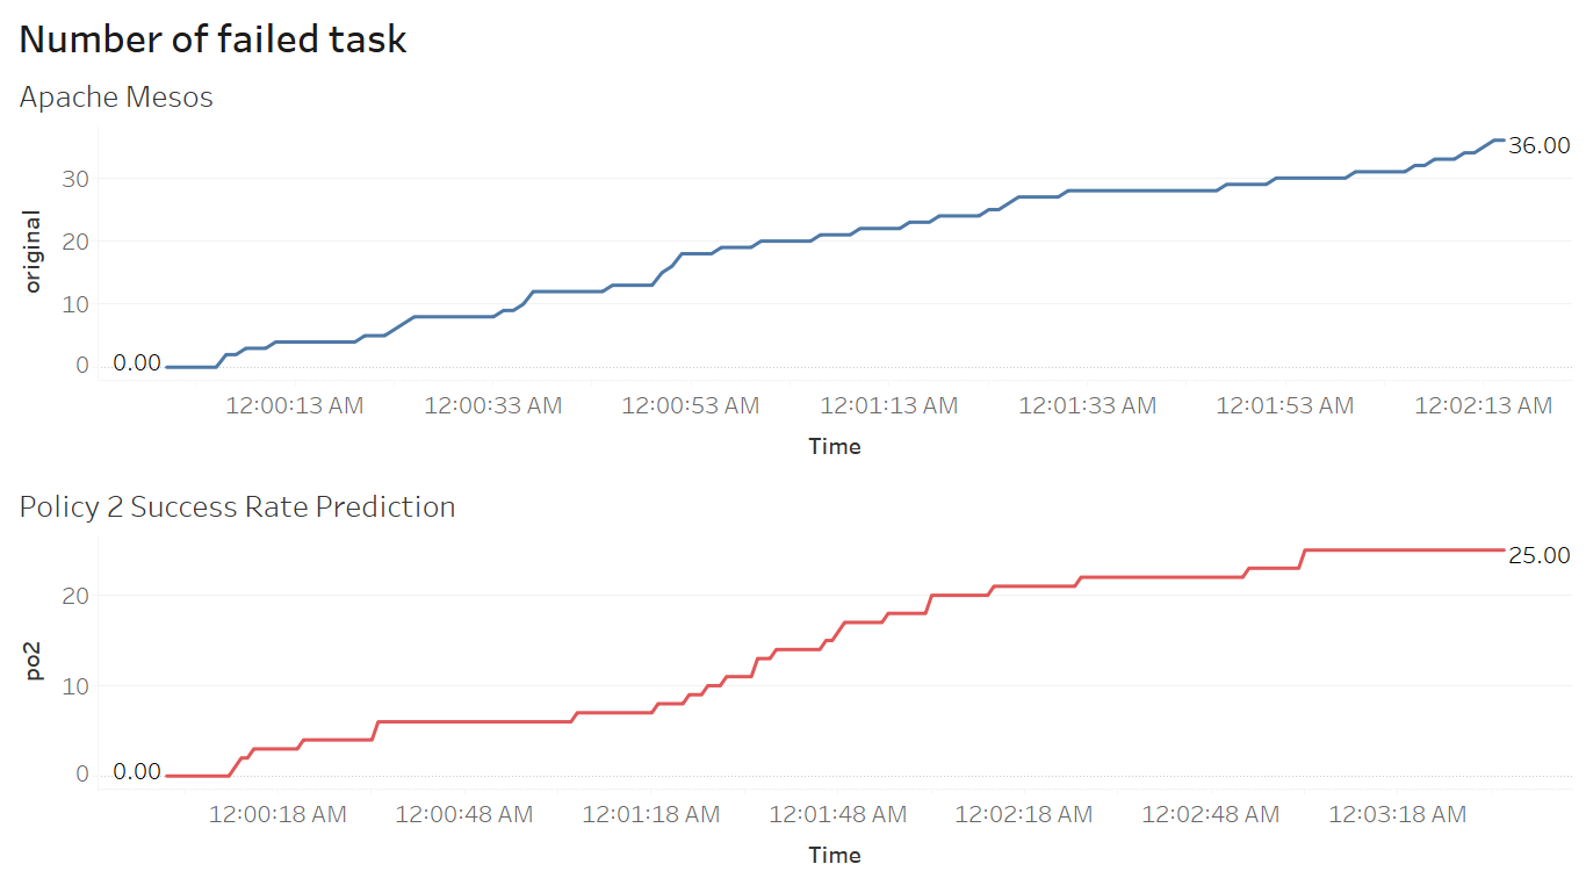 Number of failed task
Apache Mesos
original
30
20
10
0
0.00
36.00
12:00:13 AM 12:00:33 AM 12:00:53 AM 12:01:13 AM 12:01:33 AM 12:01:53 AM 12:02:13 AM
Time
Policy 2 Success Rate Prediction
po2
20
10
0
0.00
25.00
12:00:18 AM 12:00:48 AM 12:01:18 AM 12:01:48 AM 12:02:18 AM 12:02:48 AM 12:03:18 AM
Time